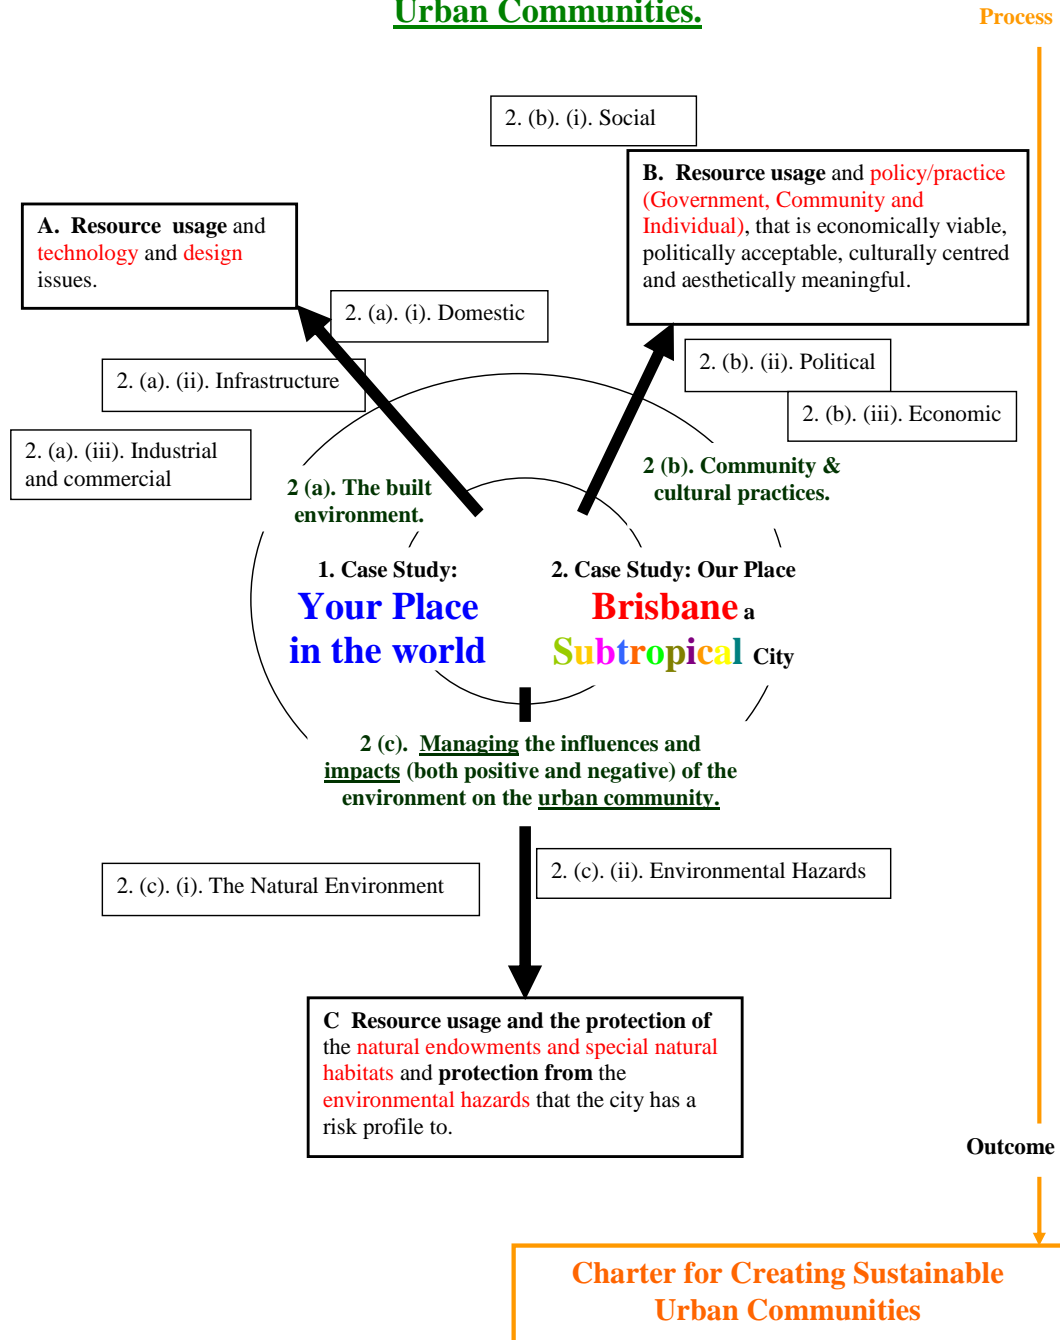 Urban Communities.
Process
2. (b). (i). Social
B. Resource usage and policy/practice
(Government, Community and
Individual), that is economically viable,
politically acceptable, culturally centred
and aesthetically meaningful.
A. Resource usage and
technology and design
issues.
2. (a). (i). Domestic
2. (a). (ii). Infrastructure
2. (b). (ii). Political
2. (b). (iii). Economic
2. (a). (iii). Industrial
and commercial
2 (a). The built
environment.
2 (b). Community &
cultural practices.
1. Case Study:
Your Place
in the world
2. Case Study: Our Place
Brisbane a
Subtropical City
2 (c). Managing the influences and
impacts (both positive and negative) of the
environment on the urban community.
2. (c). (i). The Natural Environment
2. (c). (ii). Environmental Hazards
C Resource usage and the protection of
the natural endowments and special natural
habitats and protection from the
environmental hazards that the city has a
risk profile to.
Outcome
Charter for Creating Sustainable
Urban Communities